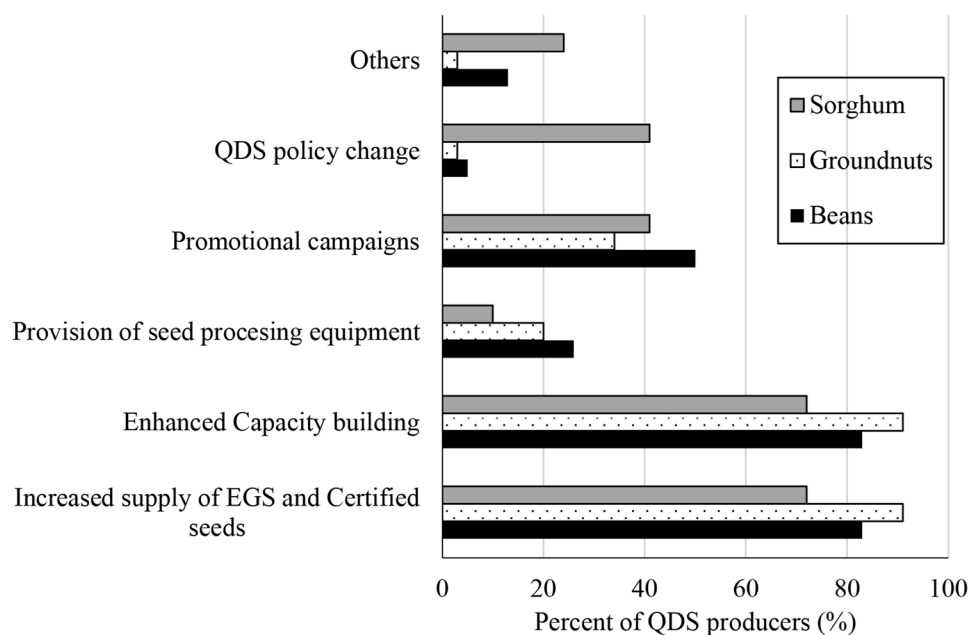 Others
QDS policy change
Promotional campaigns
Provision of seed procesing equipment
Enhanced Capacity building
Increased supply of EGS and Certified
seeds
Sorghum
Groundnuts
Beans
0 20 40 60 80 100
Percent of QDS producers (%)